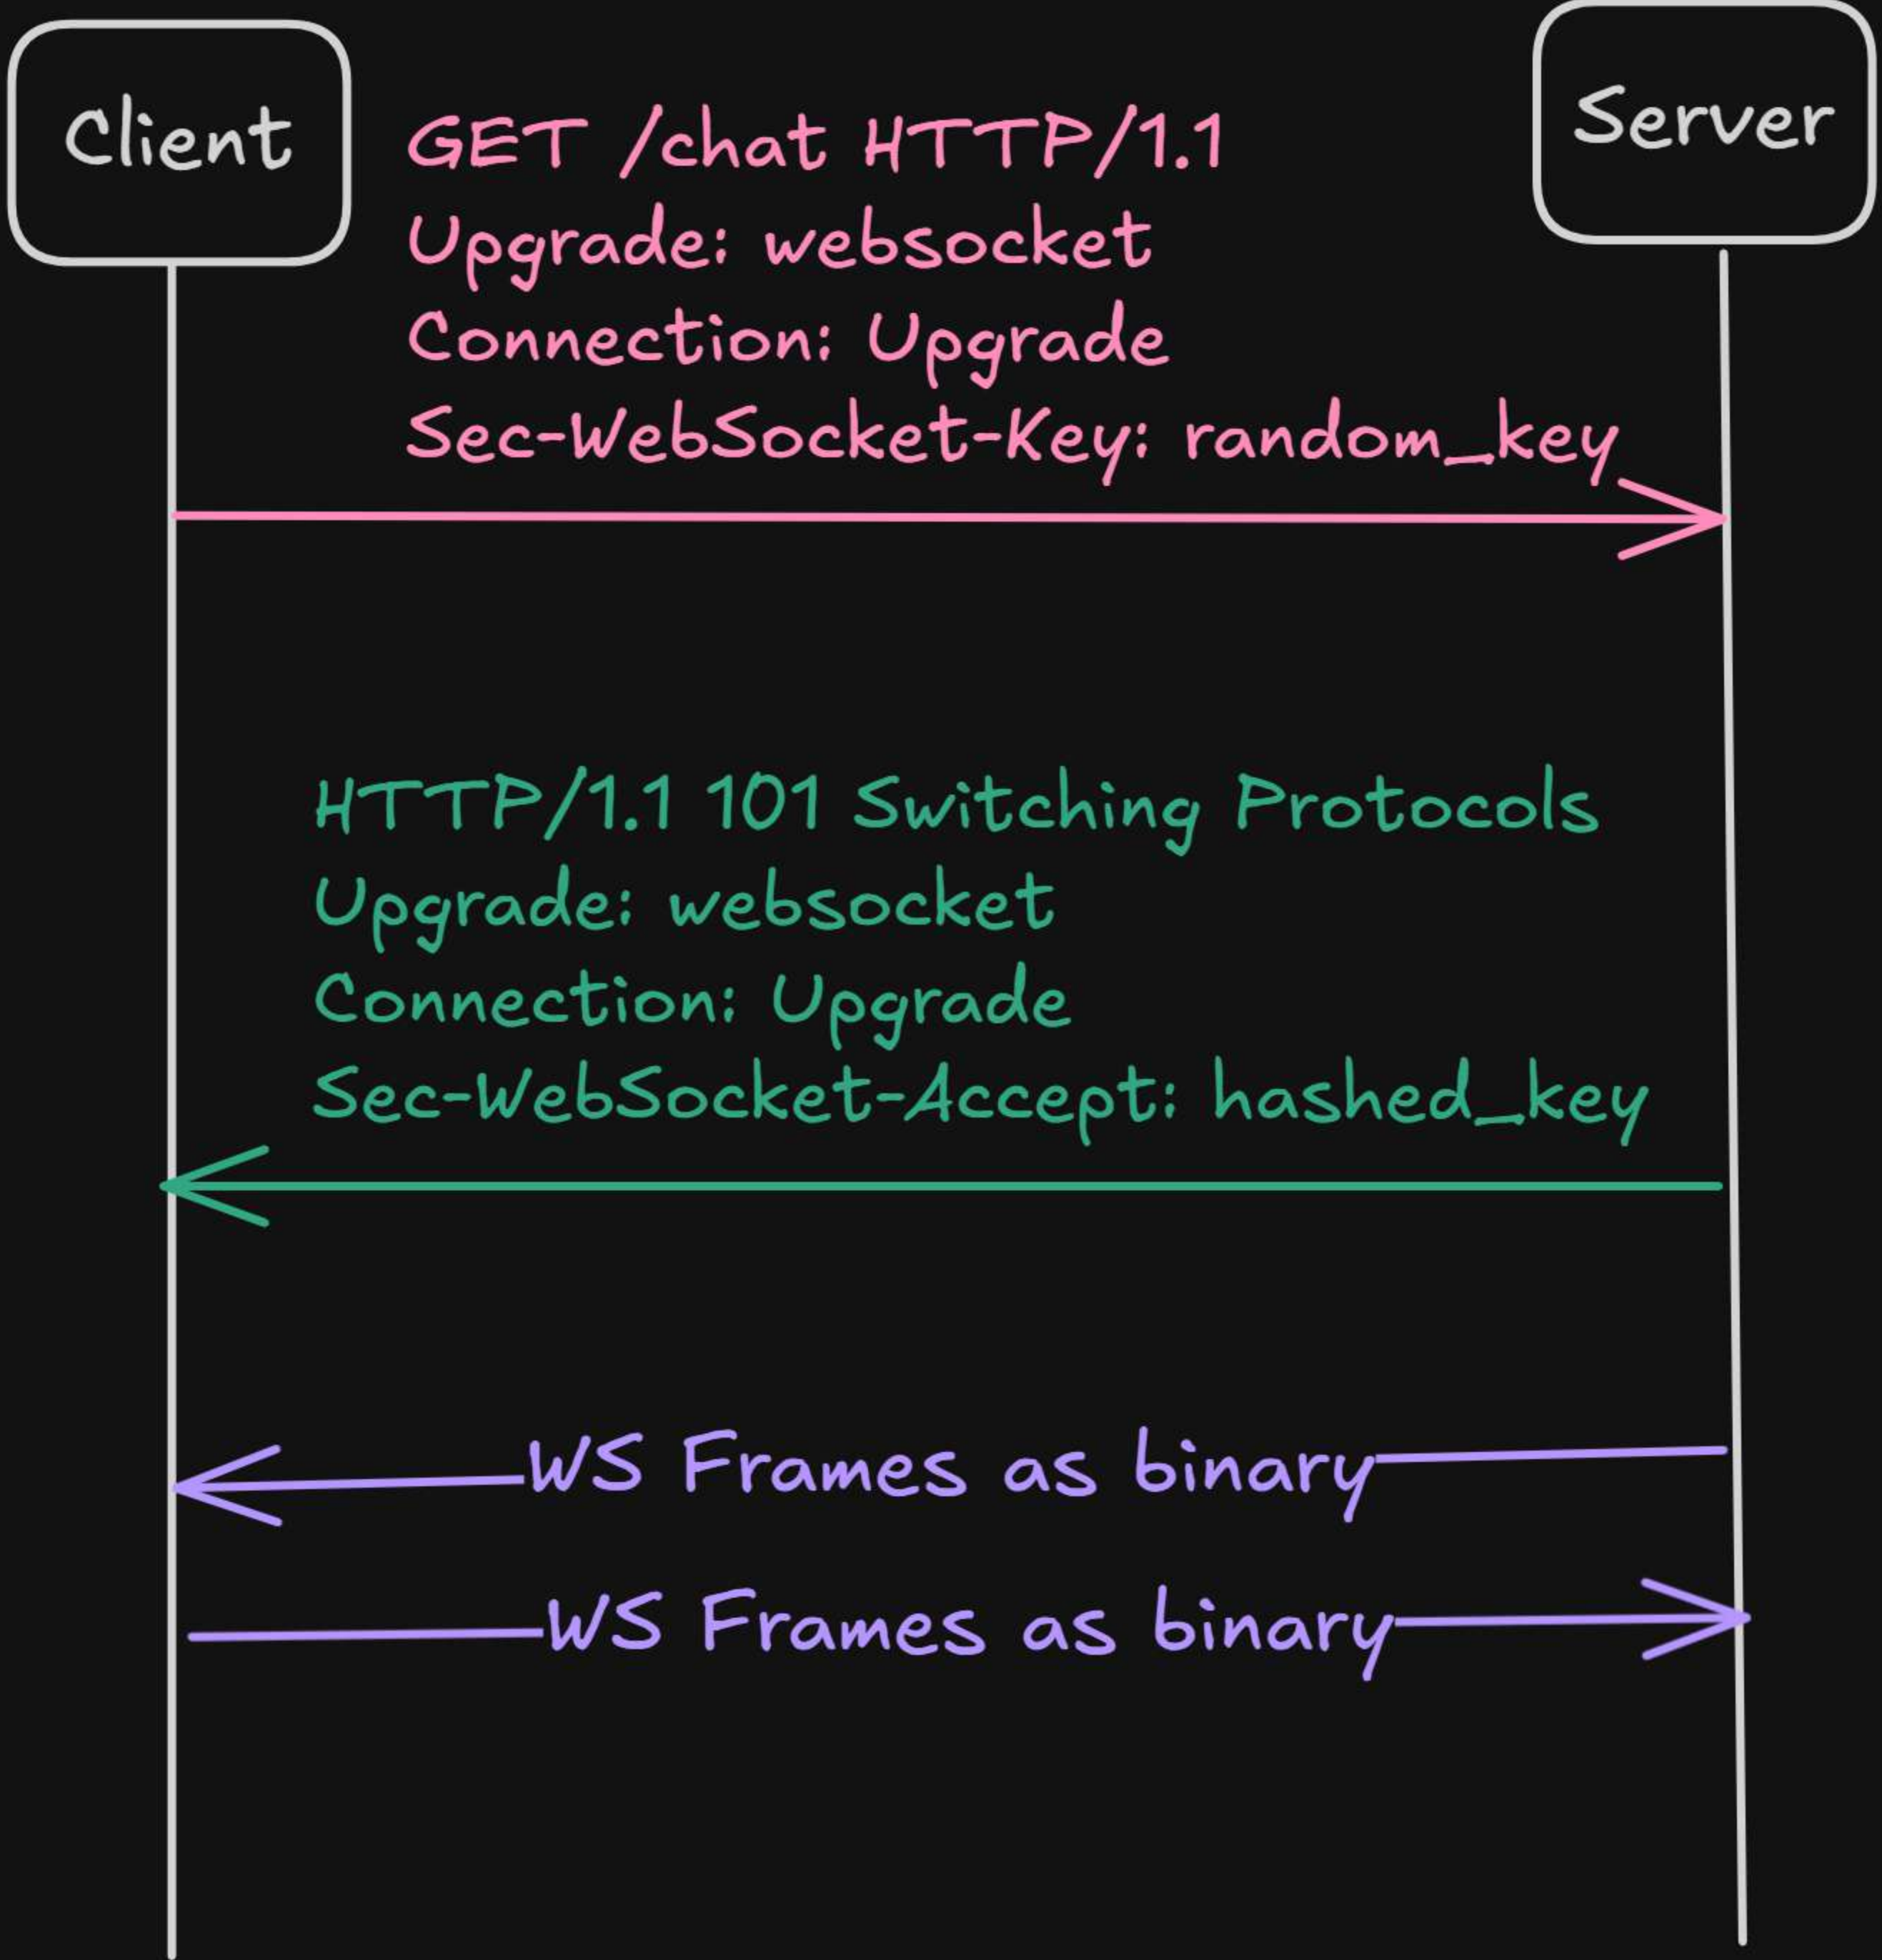 Client
Server
GET /chat HTTP/1.1
Upgrade: websocket
Connection: Upgrade
Sec-WebSocket-Key: random_key
HTTP/1.1 101 Switching Protocols
Upgrade: websocket
Connection: Upgrade
Sec-WebSocket-Accept: hashed_key
WS Frames as binary
WS Frames as binary